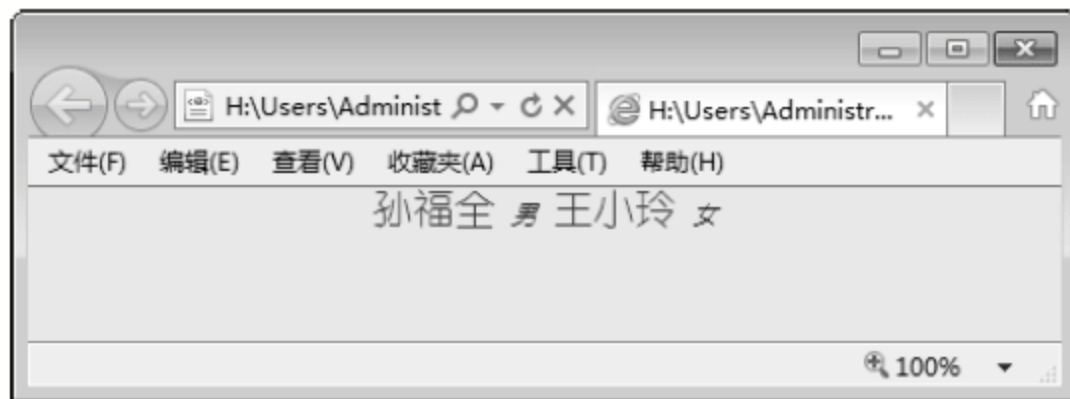 H:\Users\Administ
H:\Users\Administr...
文件(F) 编辑(E) 查看(V) 收藏夹(A) 工具(T) 帮助(H)
孙福全 男 王小玲 女
100%